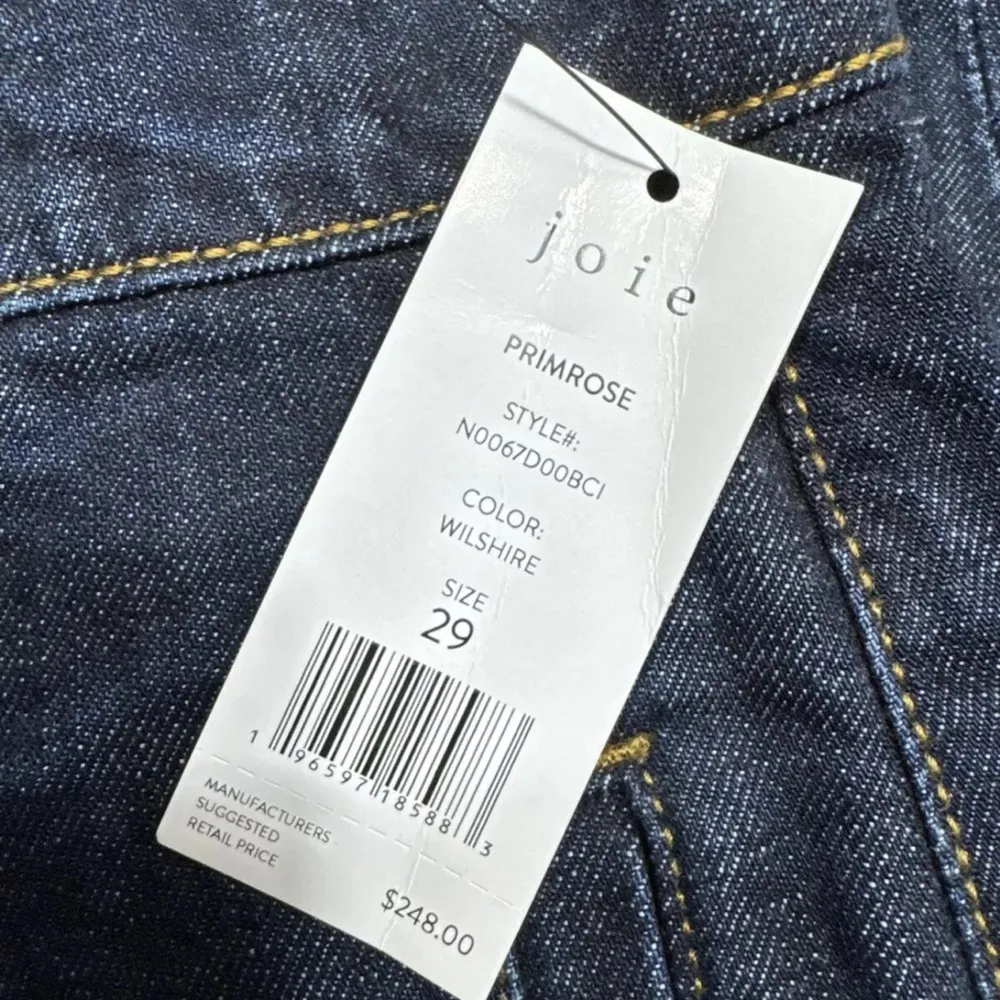 joie
PRIMROSE
STYLE#:
N0067D00BCI
COLOR:
WILSHIRE
SIZE
29
1 96597 18588 3
MANUFACTURERS
SUGGESTED
RETAIL PRICE
$248.00